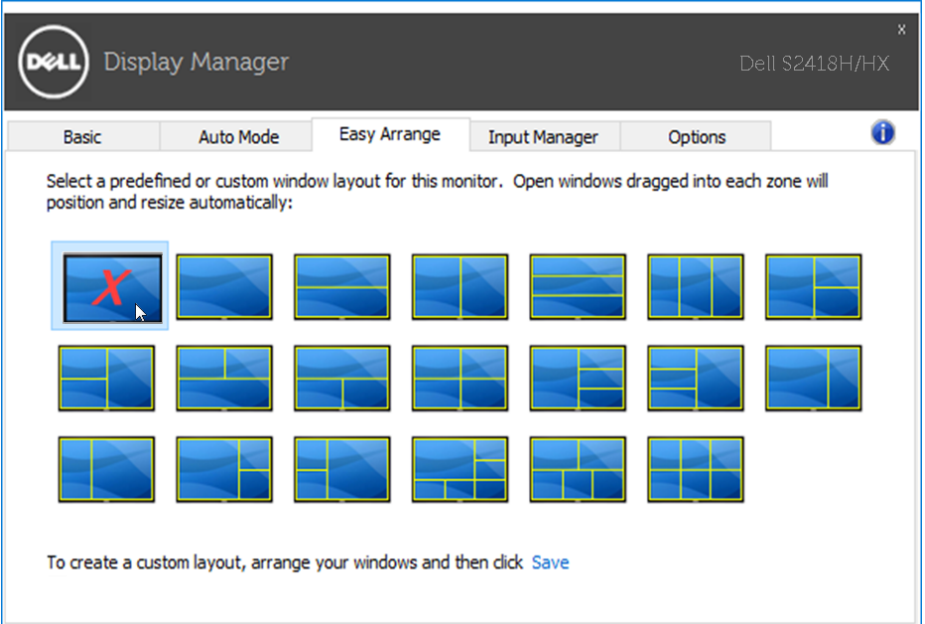 x
DELL Display Manager Dell S2418H/HX
Basic Auto Mode Easy Arrange Input Manager Options i
Select a predefined or custom window layout for this monitor. Open windows dragged into each zone will
position and resize automatically:
X
To create a custom layout, arrange your windows and then click Save